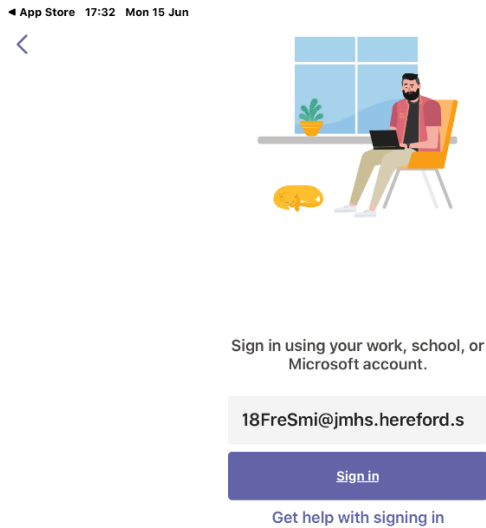 ◄ App Store 17:32 Mon 15 Jun
Sign in using your work, school, or
Microsoft account.
18FreSmi@jmhs.hereford.s
Sign in
Get help with signing in